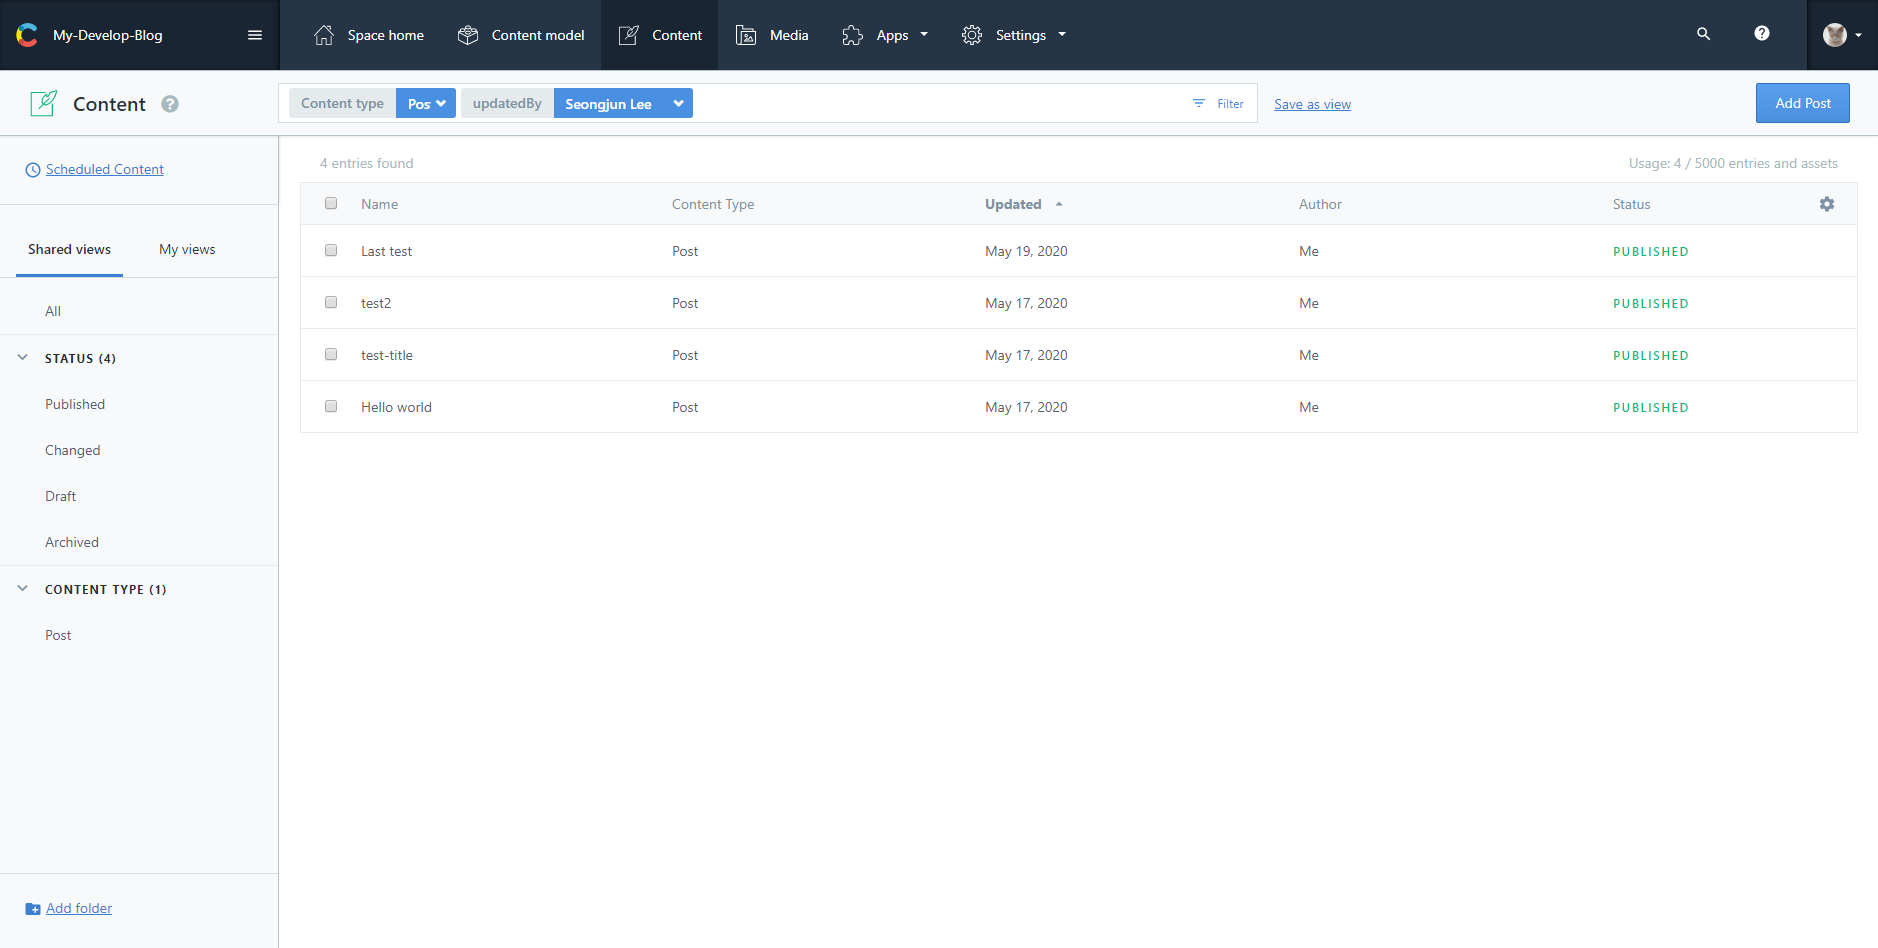 My-Develop-Blog
Space home
Content model
Content
Media
Apps
Settings
Content
Content type Pos
updatedBy Seongjun Lee
Filter
Save as view
Add Post
Scheduled Content
Shared views
My views
All
STATUS (4)
Published
Changed
Draft
Archived
CONTENT TYPE (1)
Post
Add folder
4 entries found
Usage: 4 / 5000 entries and assets
Name Content Type Updated Author Status
Last test Post May 19, 2020 Me PUBLISHED
test2 Post May 17, 2020 Me PUBLISHED
test-title Post May 17, 2020 Me PUBLISHED
Hello world Post May 17, 2020 Me PUBLISHED